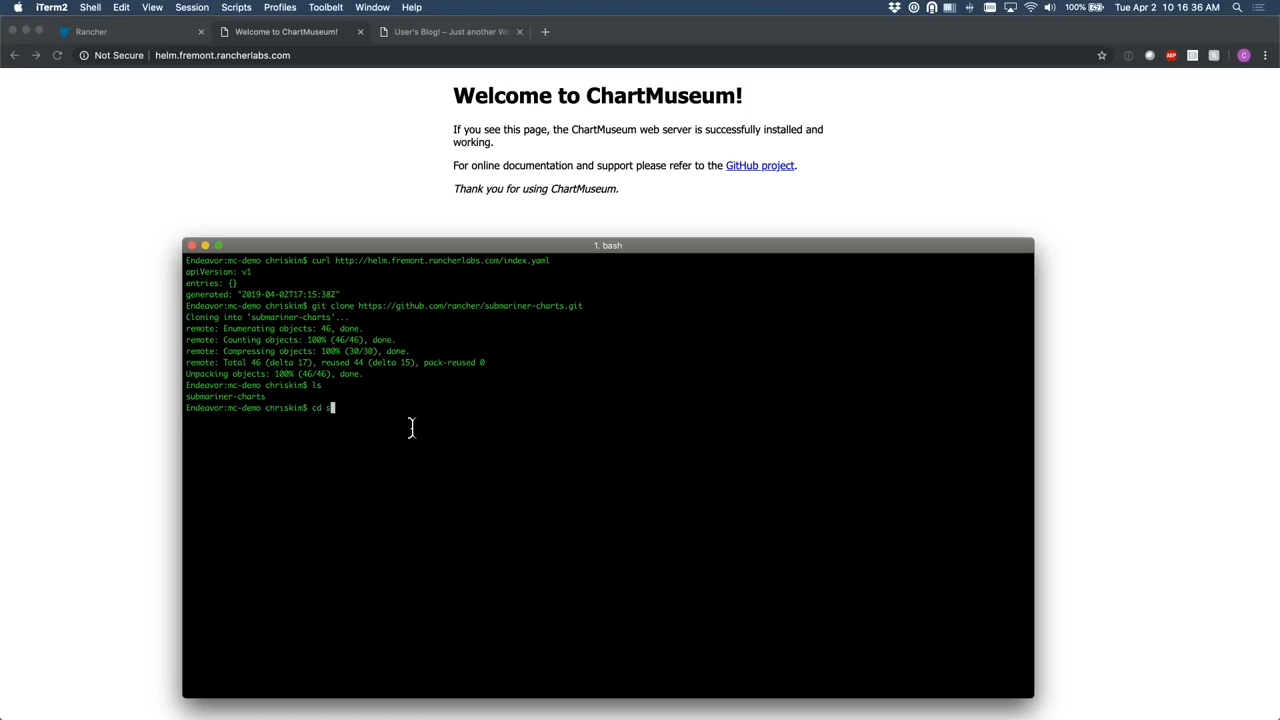 iTerm2 Shell Edit View Session Scripts Profiles Toolbelt Window Help 100% Tue Apr 2 10:16:36 AM
Rancher Welcome to ChartMuseum! User's Blog! – Just another Wo
Not Secure helm.fremont.rancherlabs.com ABP C
Welcome to ChartMuseum!
If you see this page, the ChartMuseum web server is successfully installed and
working.
For online documentation and support please refer to the GitHub project.
Thank you for using ChartMuseum.
1. bash
Endeavor:mc-demo chriskim$ curl http://helm.fremont.rancherlabs.com/index.yaml
apiVersion: v1
entries: {}
generated: "2019-04-02T17:15:38Z"
Endeavor:mc-demo chriskim$ git clone https://github.com/rancher/submariner-charts.git
Cloning into 'submariner-charts'...
remote: Enumerating objects: 46, done.
remote: Counting objects: 100% (46/46), done.
remote: Compressing objects: 100% (30/30), done.
remote: Total 46 (delta 17), reused 44 (delta 15), pack-reused 0
Unpacking objects: 100% (46/46), done.
Endeavor:mc-demo chriskim$ ls
submariner-charts
Endeavor:mc-demo chriskim$ cd s